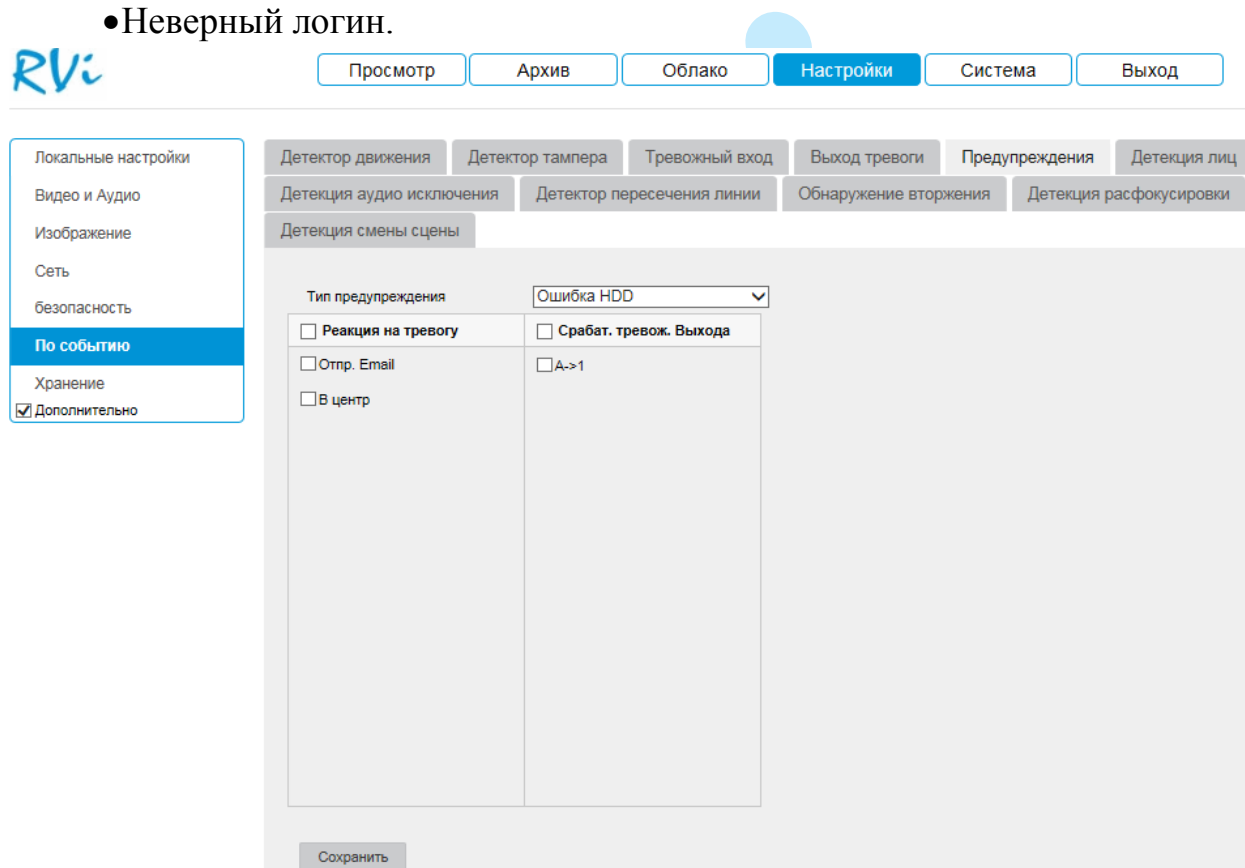 •Неверный логин.
RVi
Просмотр Архив Облако Настройки Система Выход
Локальные настройки
Видео и Аудио
Изображение
Сеть
безопасность
По событию
Хранение
Дополнительно
Детектор движения Детектор тампера Тревожный вход Выход тревоги Предупреждения Детекция лиц
Детекция аудио исключения Детектор пересечения линии Обнаружение вторжения Детекция расфокусировки
Детекция смены сцены
Тип предупреждения Ошибка HDD
Реакция на тревогу Срабат. тревож. Выхода
Отпр. Email A->1
В центр
Сохранить